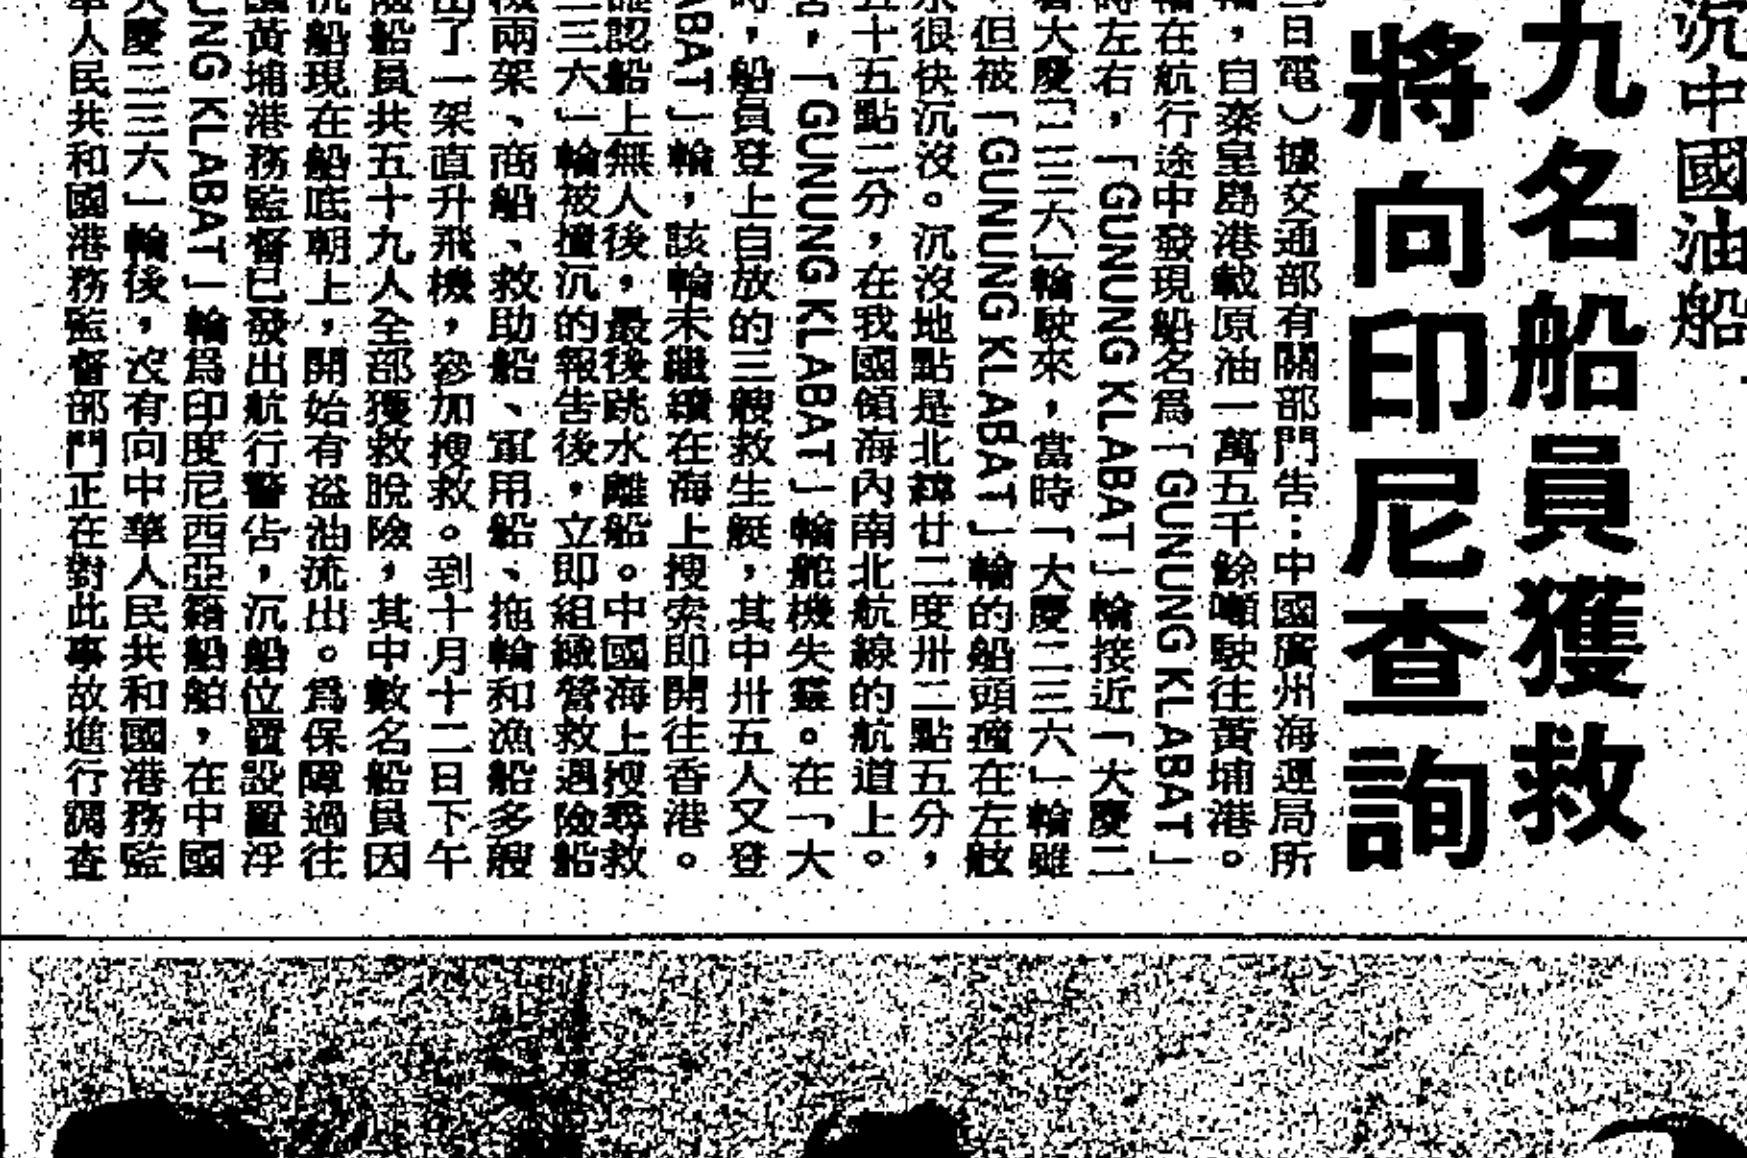 沉中國油船
九名船員獲救
將向印尼查詢
日電）據交通部有關部門告：中國廣州海運局所
輪，自秦皇島港載原油一萬五千餘噸駛往黃埔港。
輪在航行途中發現船名爲「GUNUNG KLABAT」
時左右，「GUNUNG KLABAT」輪接近「大慶二
着大慶「二三六」輪駛來，當時「大慶二三六」輪雖
，但被「GUNUNG KLABAT」輪的船頭撞在左舷
水很快沉沒。沉沒地點是北緯廿二度卅二點五分，
五十五點二分，在我國領海內南北航線的航道上。
告，「GUNUNG KLABAT」輪舵機失靈。在「大
時，船員登上自放的三艘救生艇，其中卅五人又登
ABAT」輪，該輪未繼續在海上搜索即開往香港。
確認船上無人後，最後跳水離船。中國海上搜尋救
二三六」輪被撞沉的報告後，立即組織營救遇險船
機兩架、商船、救助船、軍用船、拖輪和漁船多艘
出了一架直升飛機，參加搜救。到十月十二日下午
險船員共五十九人全部獲救脫險，其中數名船員因
沉船現在船底朝上，開始有溢油流出。爲保障過往
國黃埔港務監督已發出航行警告，沉船位置設置浮
UNG KLABAT」輪爲印度尼西亞籍船舶，在中國
大慶二三六」輪後，沒有向中華人民共和國港務監
華人民共和國港務監督部門正在對此事故進行調查